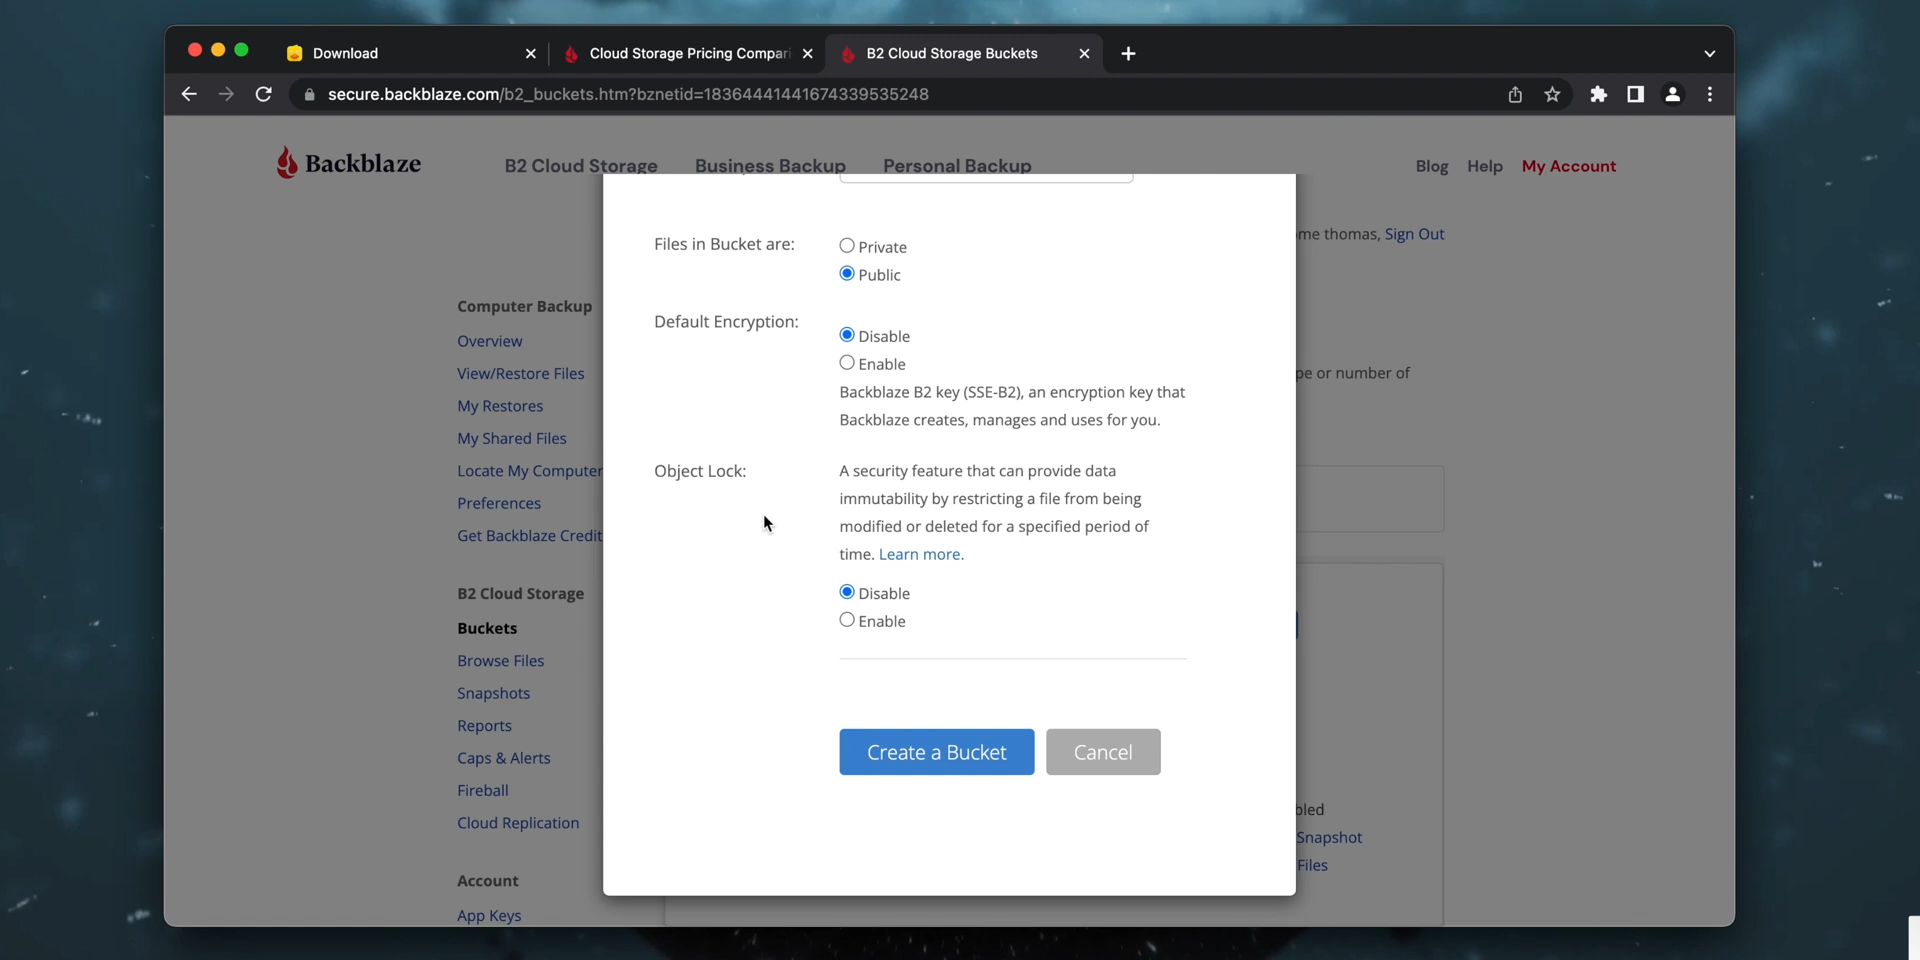 Download
Cloud Storage Pricing Compari
B2 Cloud Storage Buckets
secure.backblaze.com/b2_buckets.htm?bznetid=18364441441674339535248
Backblaze
B2 Cloud Storage
Business Backup
Personal Backup
Blog
Help
My Account
me thomas, Sign Out
Computer Backup
Overview
View/Restore Files
My Restores
My Shared Files
Locate My Computer
Preferences
Get Backblaze Credit
B2 Cloud Storage
Buckets
Browse Files
Snapshots
Reports
Caps & Alerts
Fireball
Cloud Replication
Account
App Keys
Files in Bucket are:
Private
Public
Default Encryption:
Disable
Enable
Backblaze B2 key (SSE-B2), an encryption key that
Backblaze creates, manages and uses for you.
Object Lock:
A security feature that can provide data
immutability by restricting a file from being
modified or deleted for a specified period of
time. Learn more.
Disable
Enable
Create a Bucket
Cancel
pe or number of
bled
Snapshot
Files